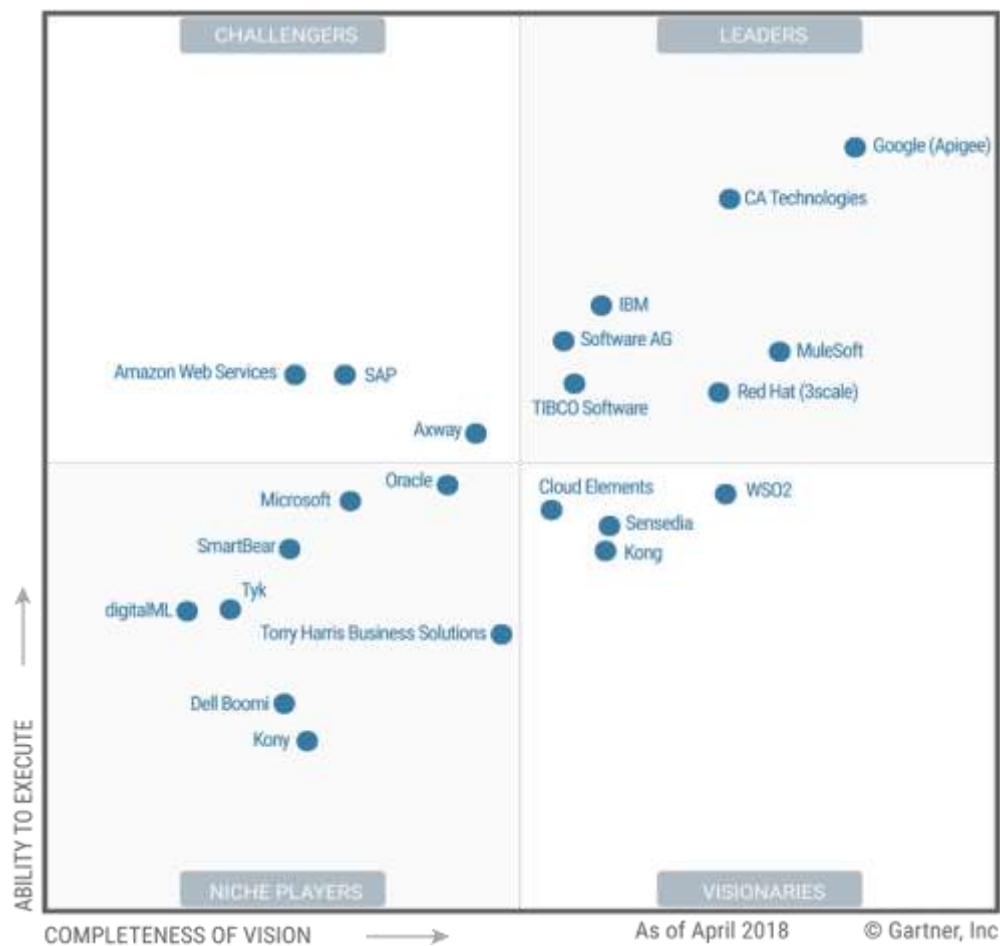 CHALLENGERS
LEADERS
Google (Apigee)
CA Technologies
IBM
Software AG
MuleSoft
Amazon Web Services
SAP
Red Hat (3scale)
TIBCO Software
Axway
Oracle
Cloud Elements
WSO2
Microsoft
Sensedia
SmartBear
Kong
Tyk
digitalML
Torry Harris Business Solutions
Dell Boomi
Kony
ABILITY TO EXECUTE
NICHE PLAYERS
VISIONARIES
COMPLETENESS OF VISION
As of April 2018
© Gartner, Inc